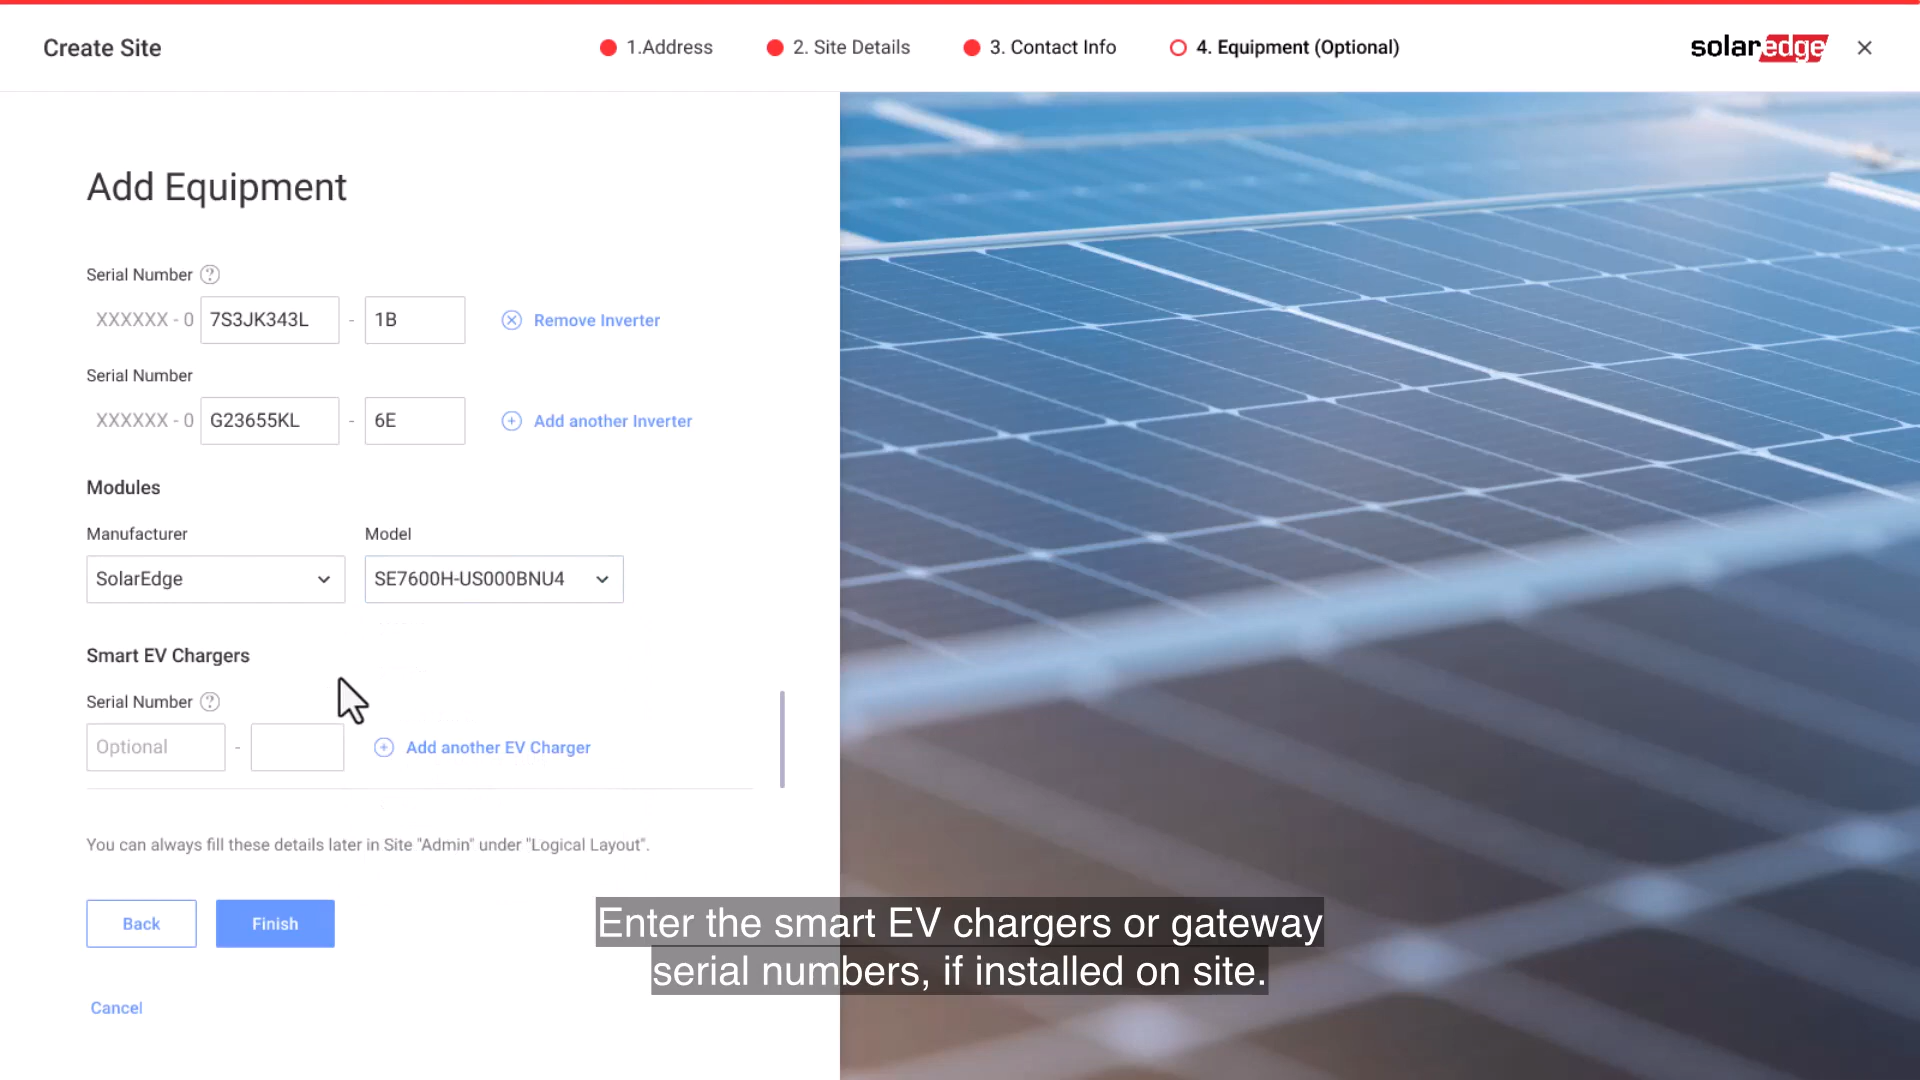 Create Site
1.Address
2. Site Details
3. Contact Info
4. Equipment (Optional)
solaredge
Add Equipment
Serial Number ?
XXXXXX - 0 7S3JK343L - 1B Remove Inverter
Serial Number
XXXXXX - 0 G23655KL - 6E Add another Inverter
Modules
Manufacturer Model
SolarEdge SE7600H-US000BNU4
Smart EV Chargers
Serial Number ?
Optional - Add another EV Charger
You can always fill these details later in Site "Admin" under "Logical Layout".
Back Finish
Cancel
Enter the smart EV chargers or gateway
serial numbers, if installed on site.